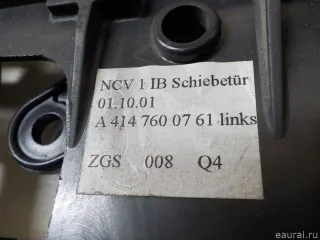 NCV 1 IB Schiebetür
01.10.01
A 414 760 07 61 links
ZGS 008 Q4
eaural.ru